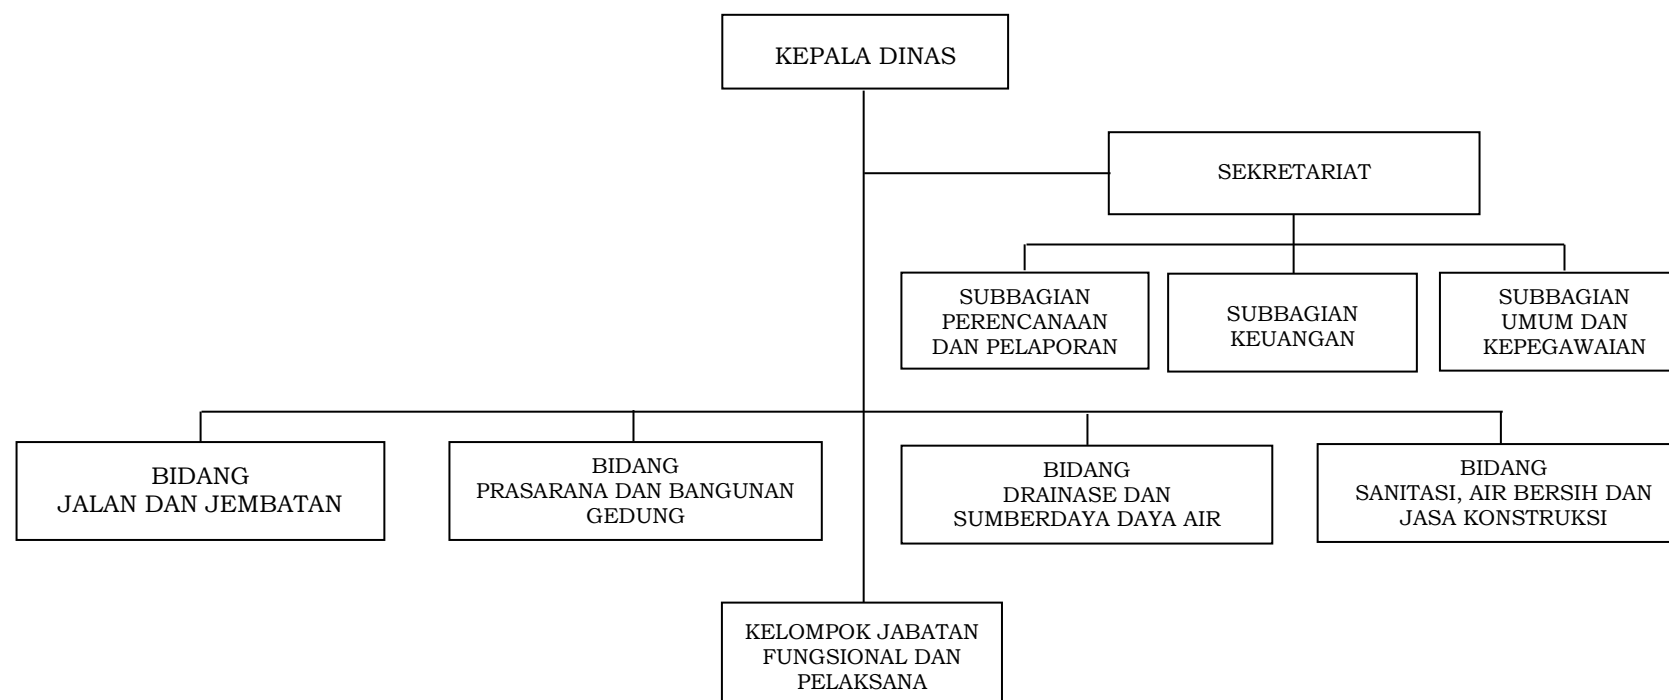 KEPALA DINAS
SEKRETARIAT
SUBBAGIAN
PERENCANAAN
DAN PELAPORAN
SUBBAGIAN
KEUANGAN
SUBBAGIAN
UMUM DAN
KEPEGAWAIAN
BIDANG
JALAN DAN JEMBATAN
BIDANG
PRASARANA DAN BANGUNAN
GEDUNG
BIDANG
DRAINASE DAN
SUMBERDAYA DAYA AIR
BIDANG
SANITASI, AIR BERSIH DAN
JASA KONSTRUKSI
KELOMPOK JABATAN
FUNGSIONAL DAN
PELAKSANA